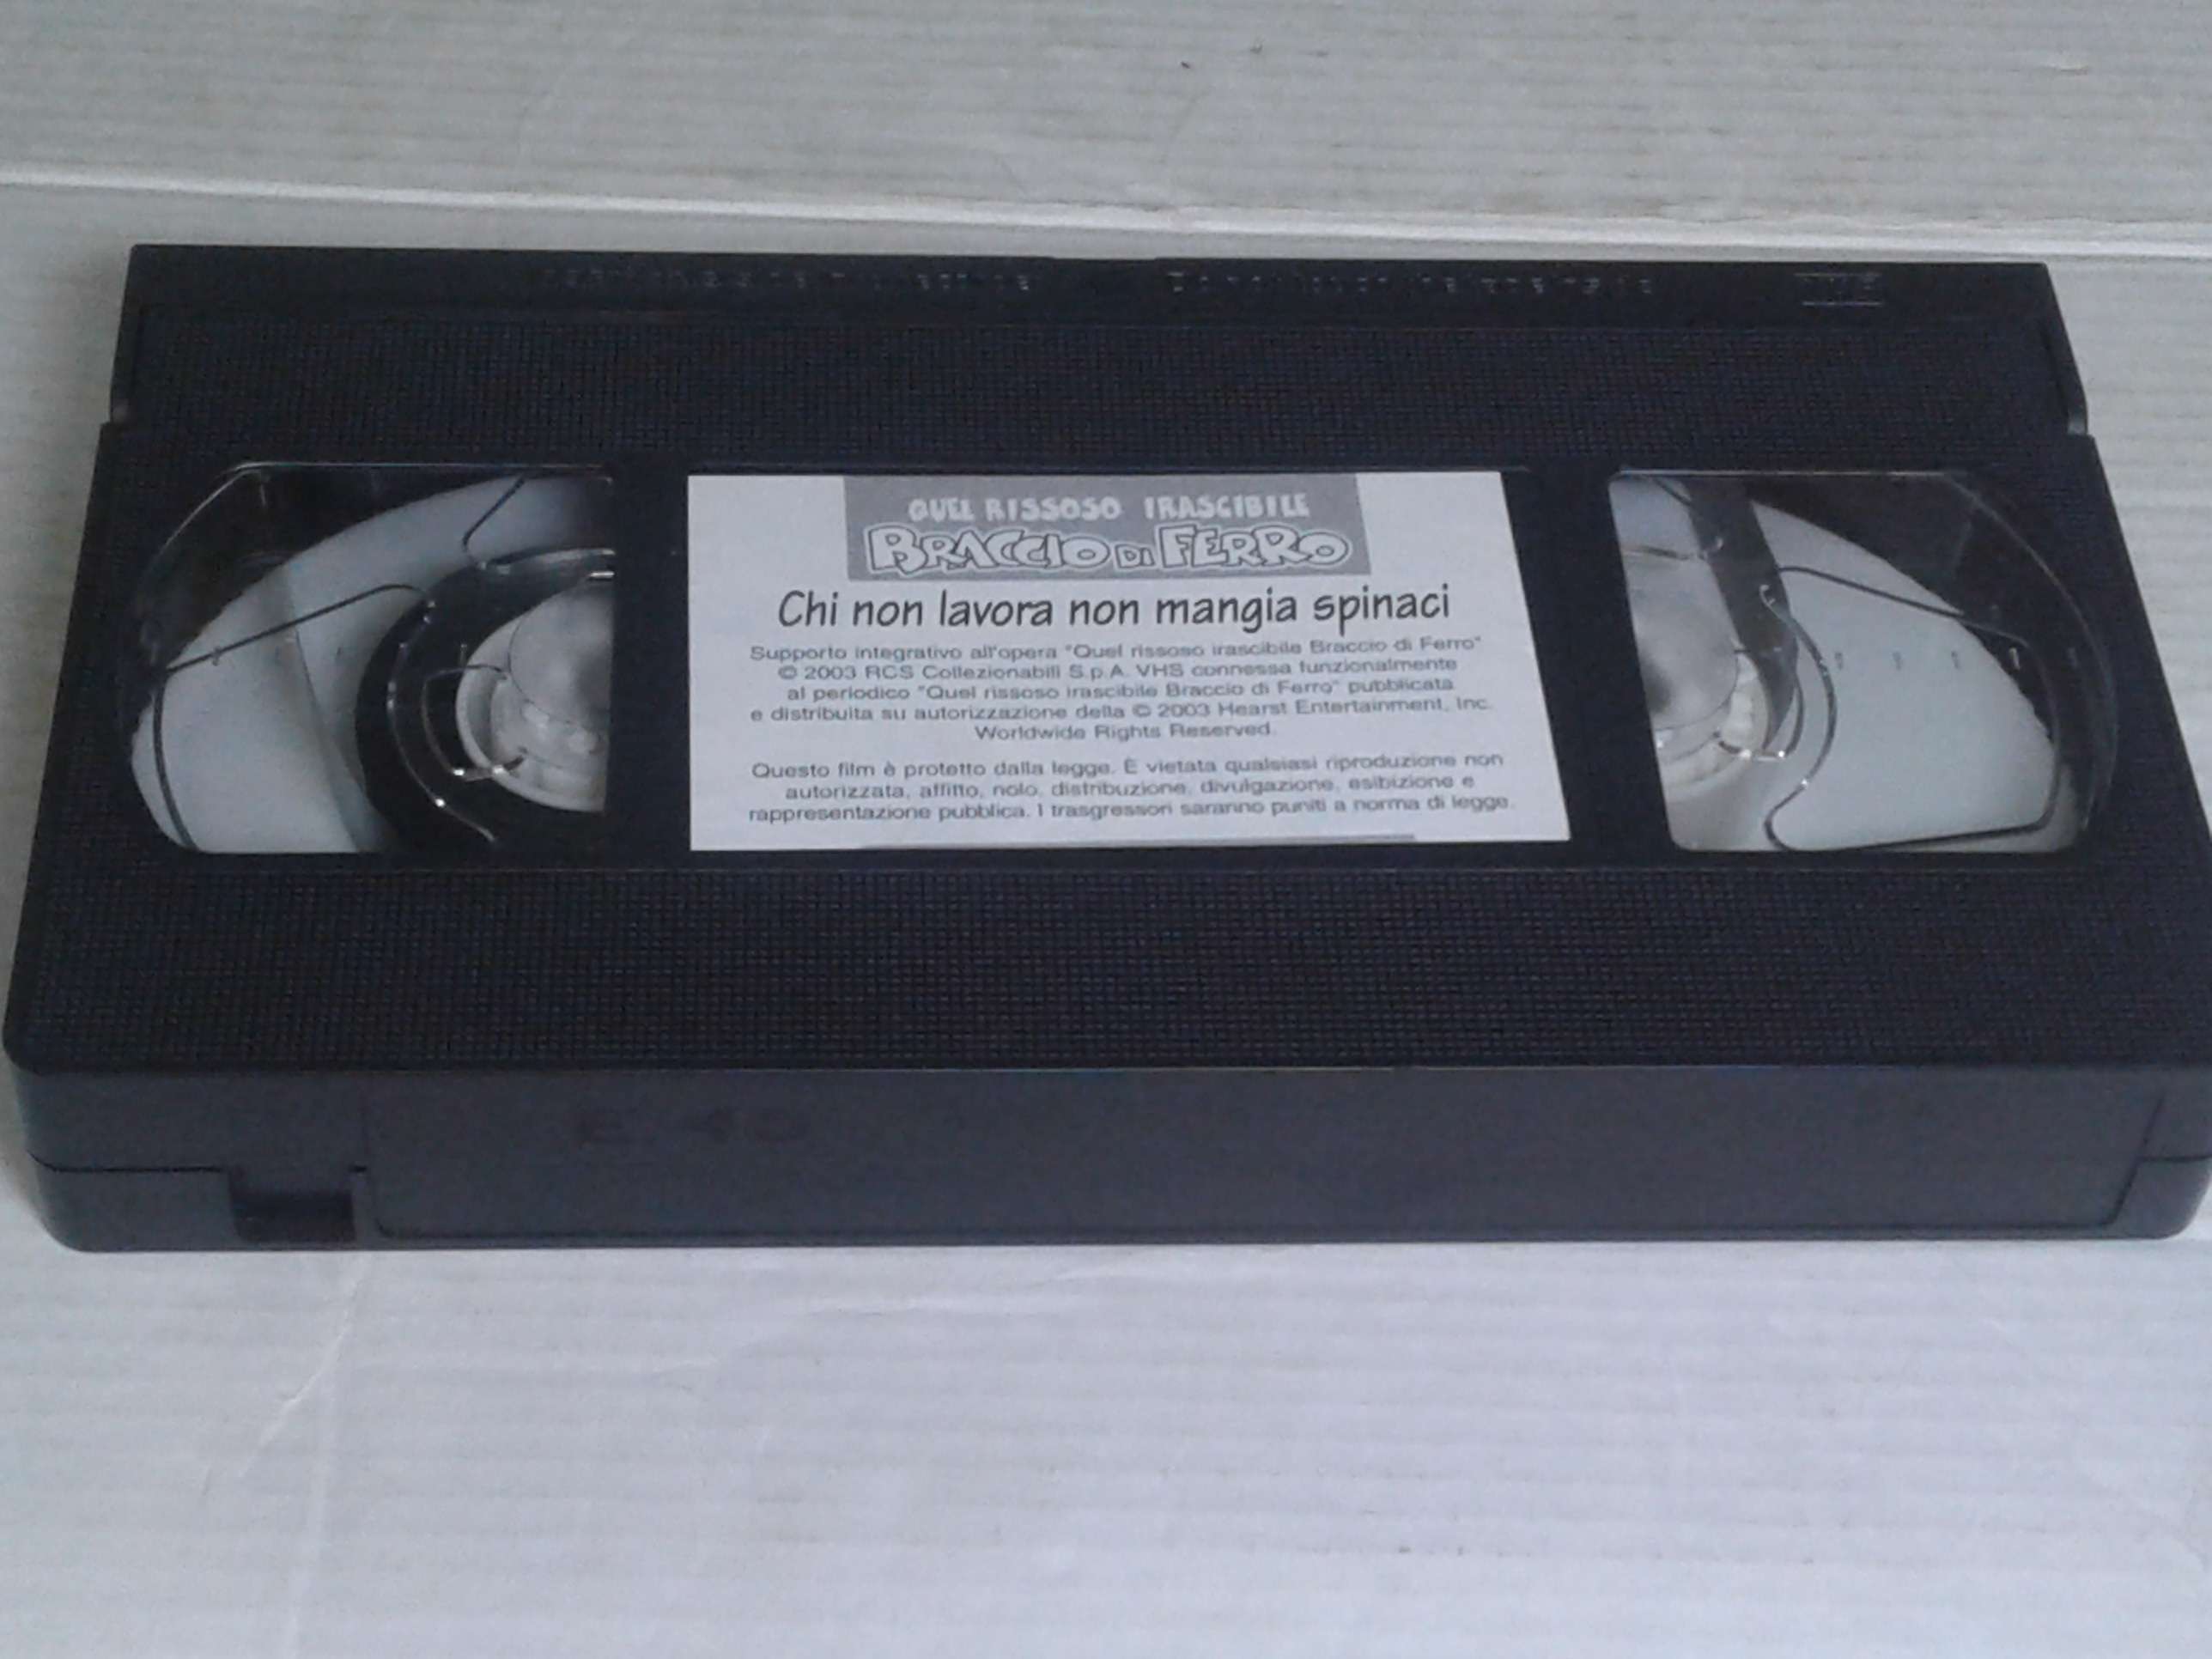 QUEL RISSOSO IRASCIBILE
BRACCIO DI FERRO
Chi non lavora non mangia spinaci
Supporto integrativo all'opera "Quel rissoso irascibile Braccio di Ferro"
© 2003 RCS Collezionabili S.p.A. VHS connessa funzionalmente
al periodico "Quel rissoso irascibile Braccio di Ferro" pubblicata
e distribuita su autorizzazione della © 2003 Hearst Entertainment, Inc.
Worldwide Rights Reserved.
Questo film è protetto dalla legge. È vietata qualsiasi riproduzione non
autorizzata, affitto, nolo, distribuzione, divulgazione, esibizione e
rappresentazione pubblica. I trasgressori saranno puniti a norma di legge.